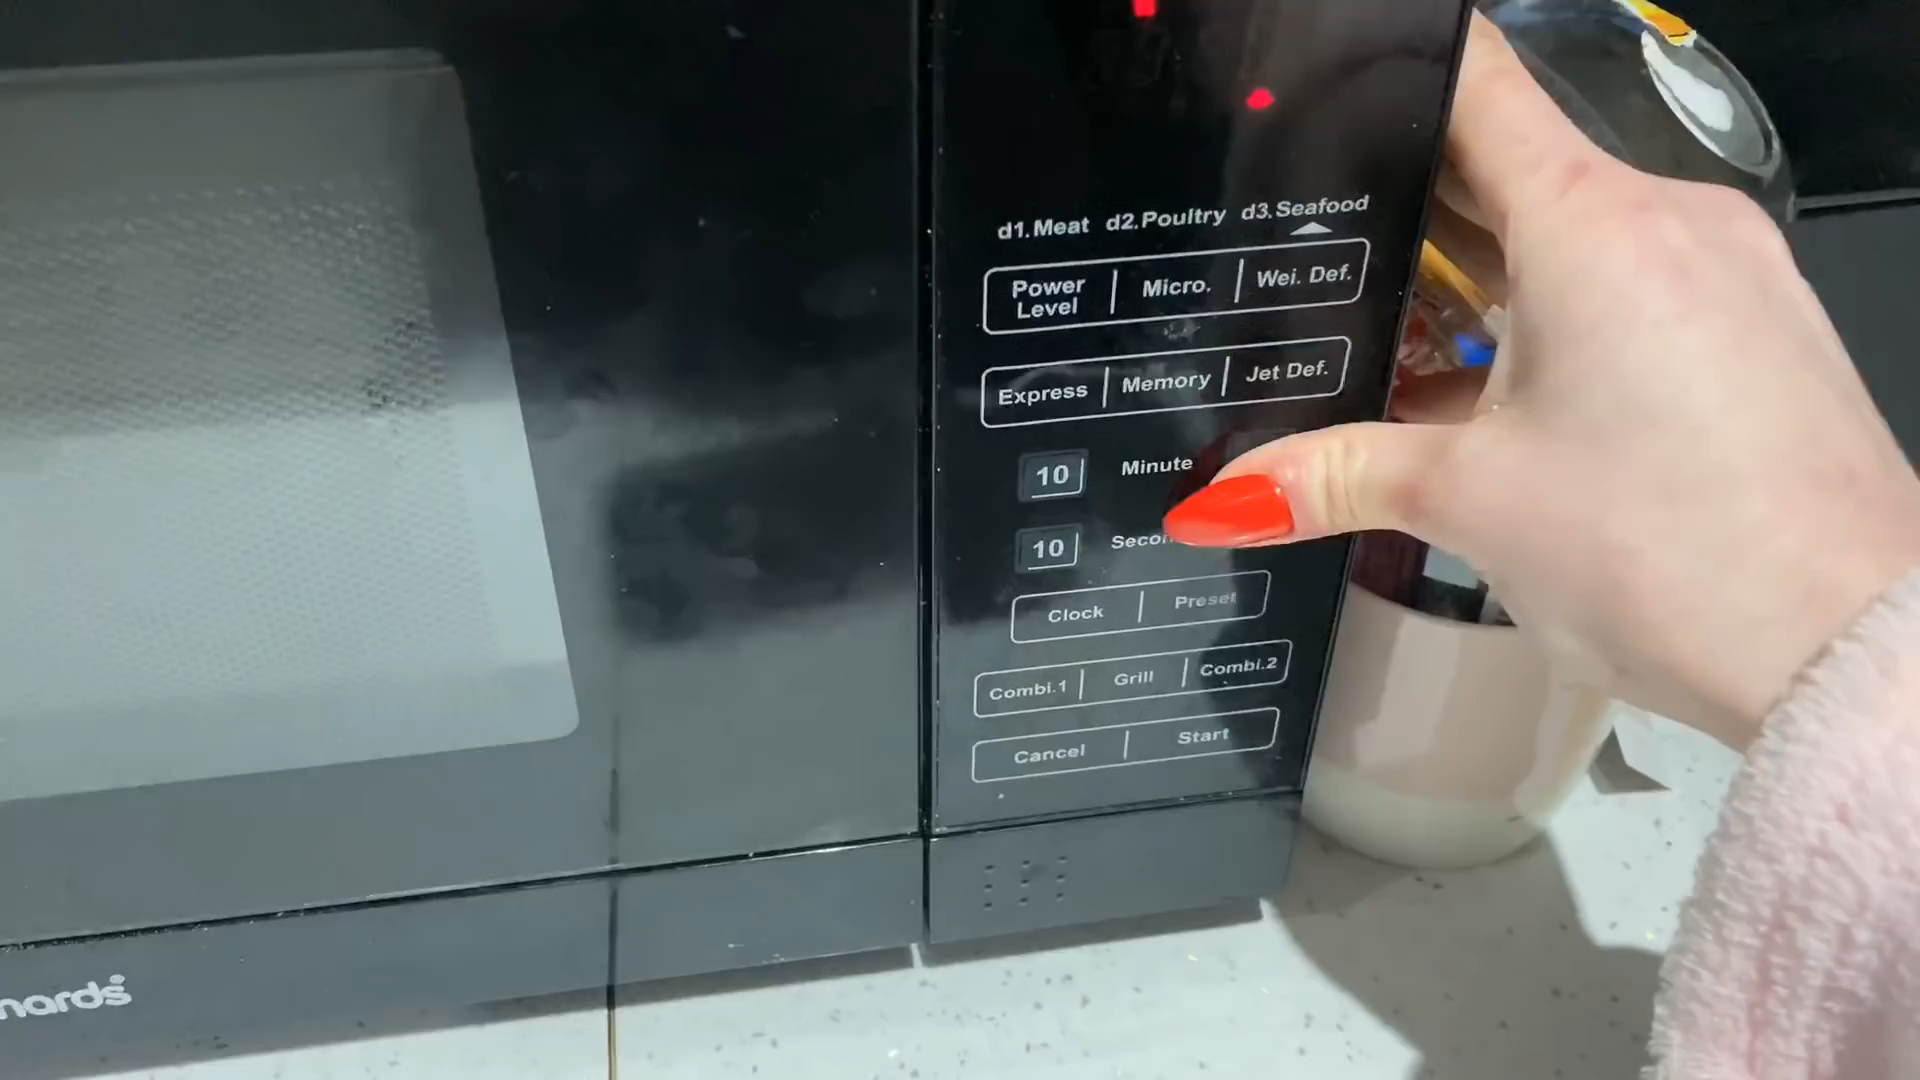 d1.Meat d2.Poultry d3.Seafood
Power Level Micro. Wei. Def.
Express Memory Jet Def.
10 Minute
10 Secon
Clock Preset
Combi.1 Grill Combi.2
Cancel Start
nards